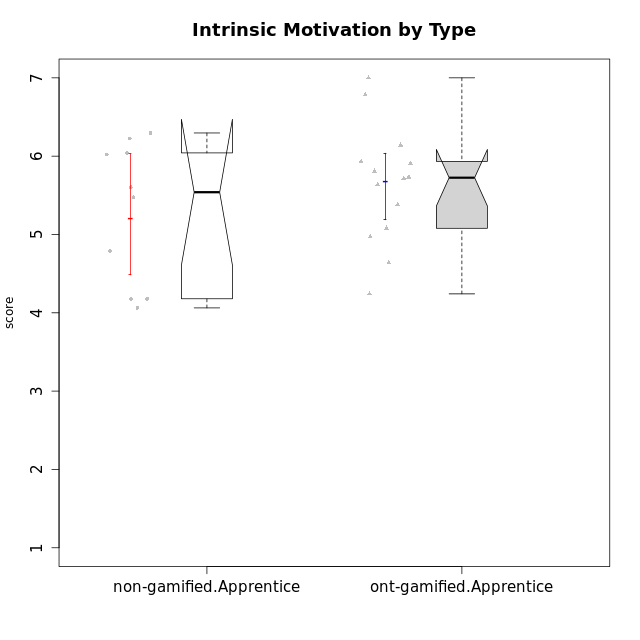 Intrinsic Motivation by Type
score
7
6
5
4
3
2
1
non-gamified.Apprentice
ont-gamified.Apprentice